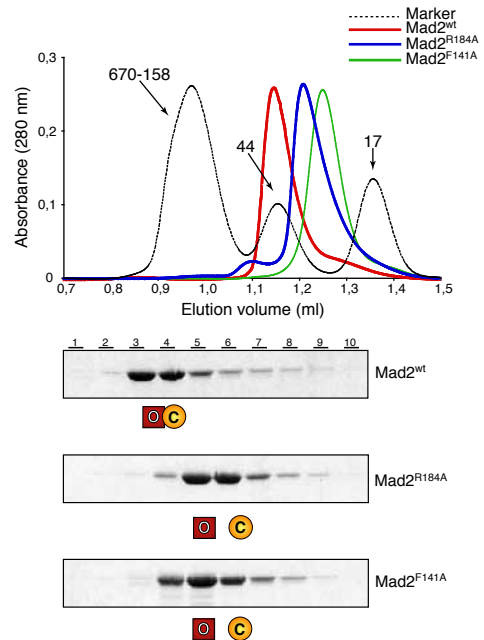 Marker
Mad2wt
Mad2R184A
Mad2F141A
0,3
670-158
0,2
44
17
0,1
0
Absorbance (280 nm)
0,7 0,8 0,9 1,0 1,1 1,2 1,3 1,4 1,5
Elution volume (ml)
1 2 3 4 5 6 7 8 9 10
Mad2wt
O C
Mad2R184A
O C
Mad2F141A
O C